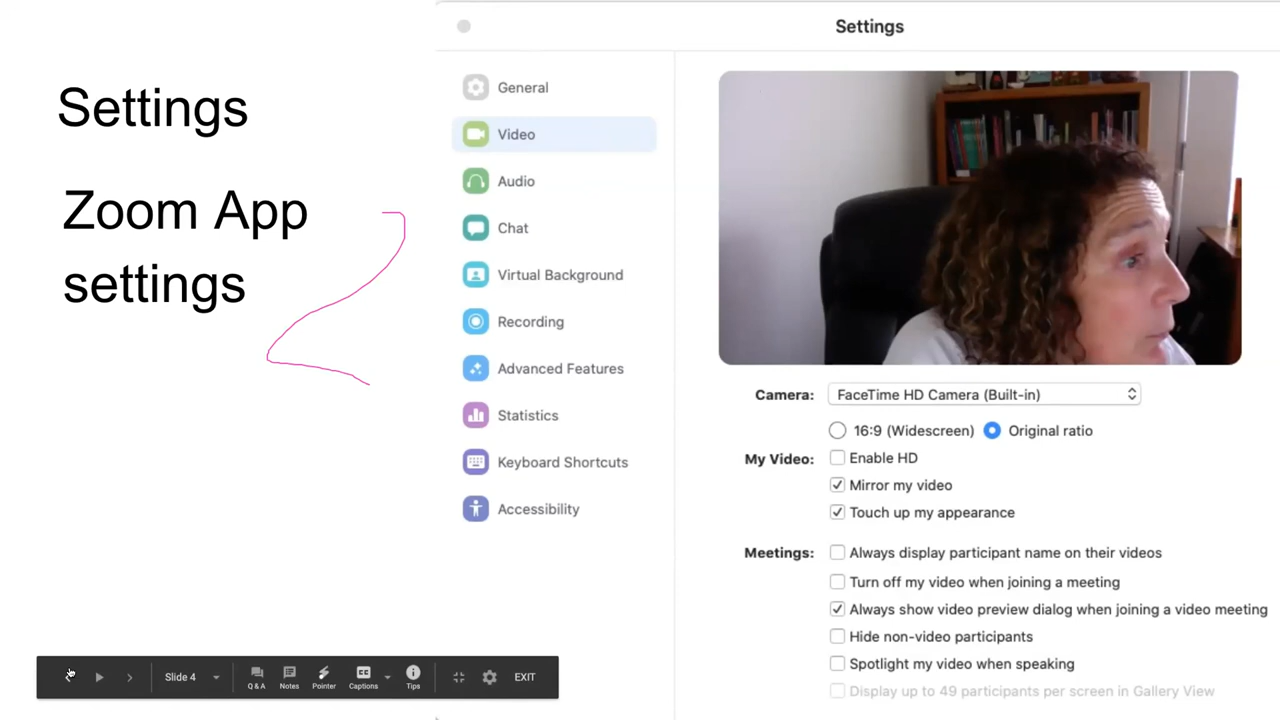 Settings
Settings
Zoom App
settings
General
Video
Audio
Chat
Virtual Background
Recording
Advanced Features
Statistics
Keyboard Shortcuts
Accessibility
Camera: FaceTime HD Camera (Built-in)
16:9 (Widescreen) Original ratio
My Video: Enable HD
Mirror my video
Touch up my appearance
Meetings: Always display participant name on their videos
Turn off my video when joining a meeting
Always show video preview dialog when joining a video meeting
Hide non-video participants
Spotlight my video when speaking
Display up to 49 participants per screen in Gallery View
Slide 4 Q & A Notes Pointer CC Captions Tips EXIT